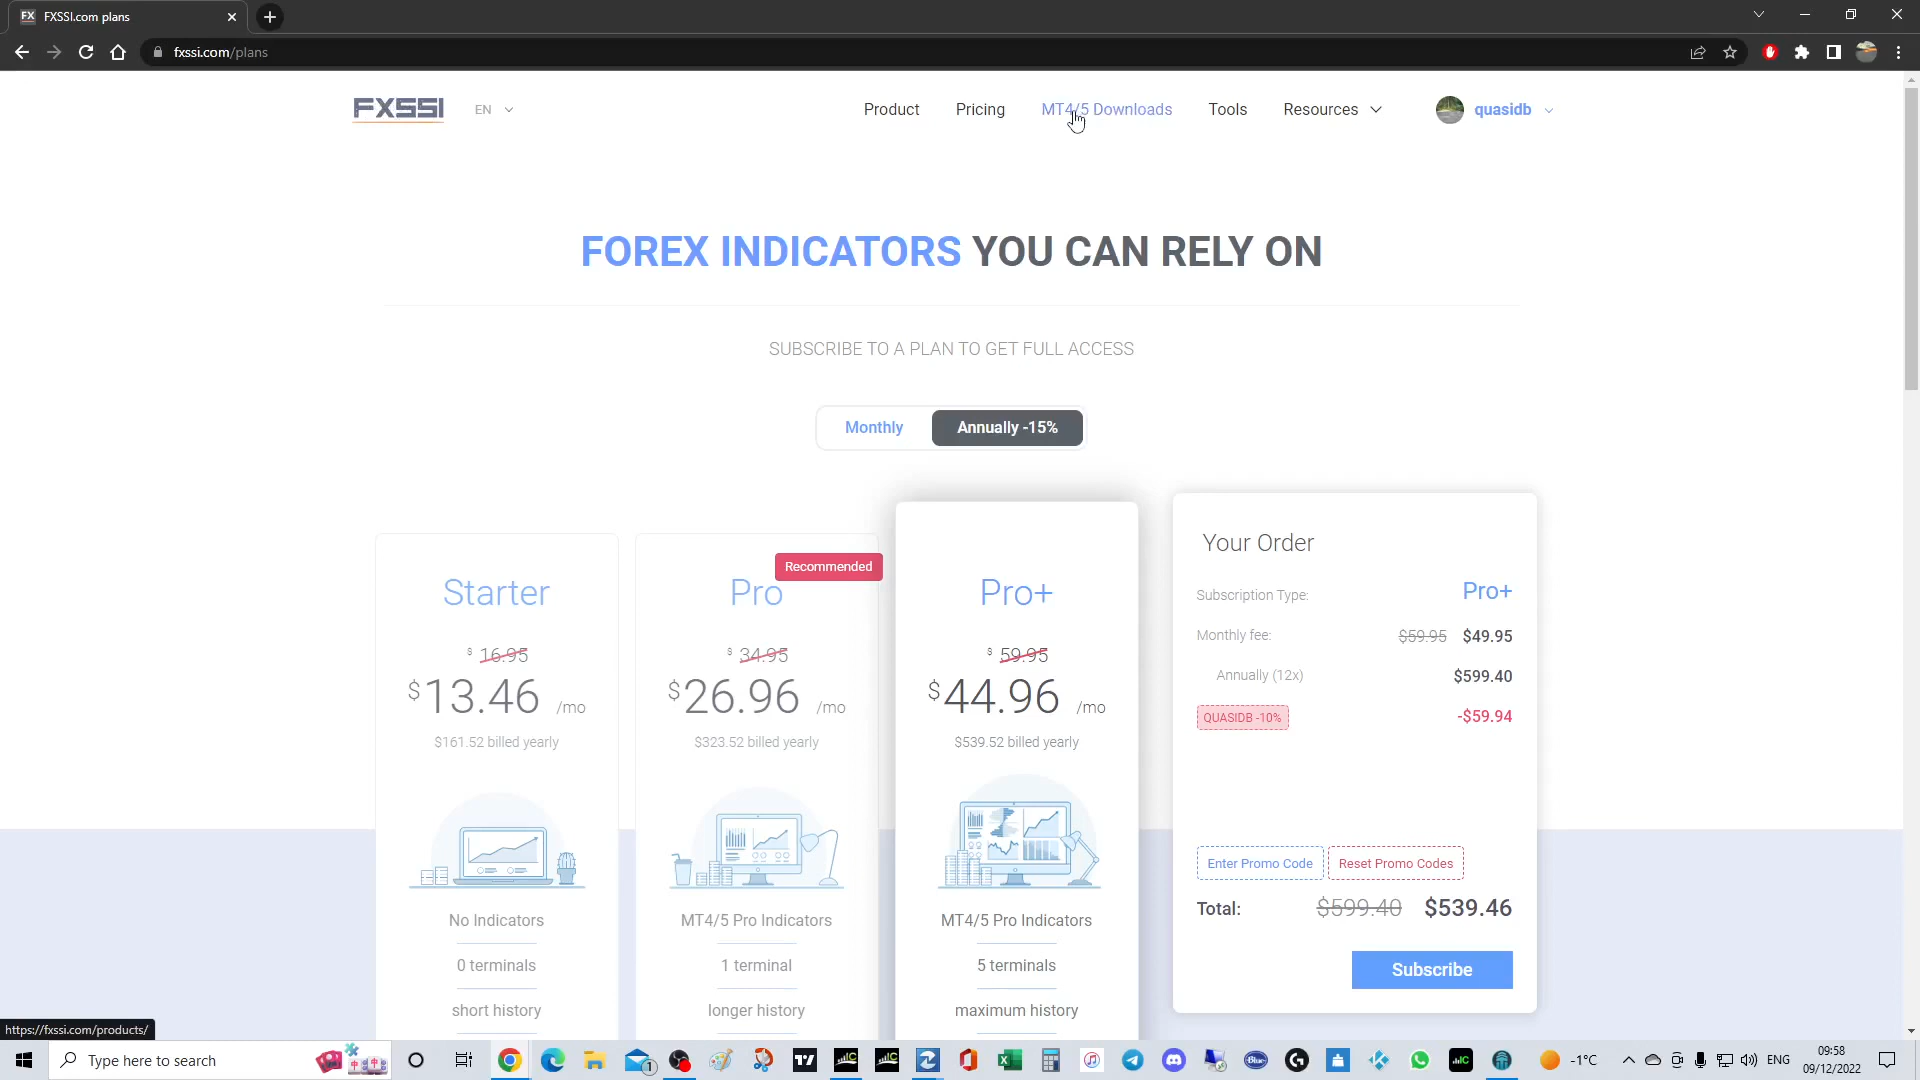 FX FXSSI.com plans
fxssi.com/plans
FXSSI EN
Product Pricing MT4/5 Downloads Tools Resources quasidb
FOREX INDICATORS YOU CAN RELY ON
SUBSCRIBE TO A PLAN TO GET FULL ACCESS
Monthly Annually -15%
Starter
$ 16.95
$13.46 /mo
$161.52 billed yearly
No Indicators
0 terminals
short history
Recommended
Pro
$ 34.95
$26.96 /mo
$323.52 billed yearly
MT4/5 Pro Indicators
1 terminal
longer history
Pro+
$ 59.95
$44.96 /mo
$539.52 billed yearly
MT4/5 Pro Indicators
5 terminals
maximum history
Your Order
Subscription Type: Pro+
Monthly fee: $59.95 $49.95
Annually (12x) $599.40
QUASIDB -10% -$59.94
Enter Promo Code Reset Promo Codes
Total: $599.40 $539.46
Subscribe
https://fxssi.com/products/
Type here to search
-1°C
ENG
09:58
09/12/2022